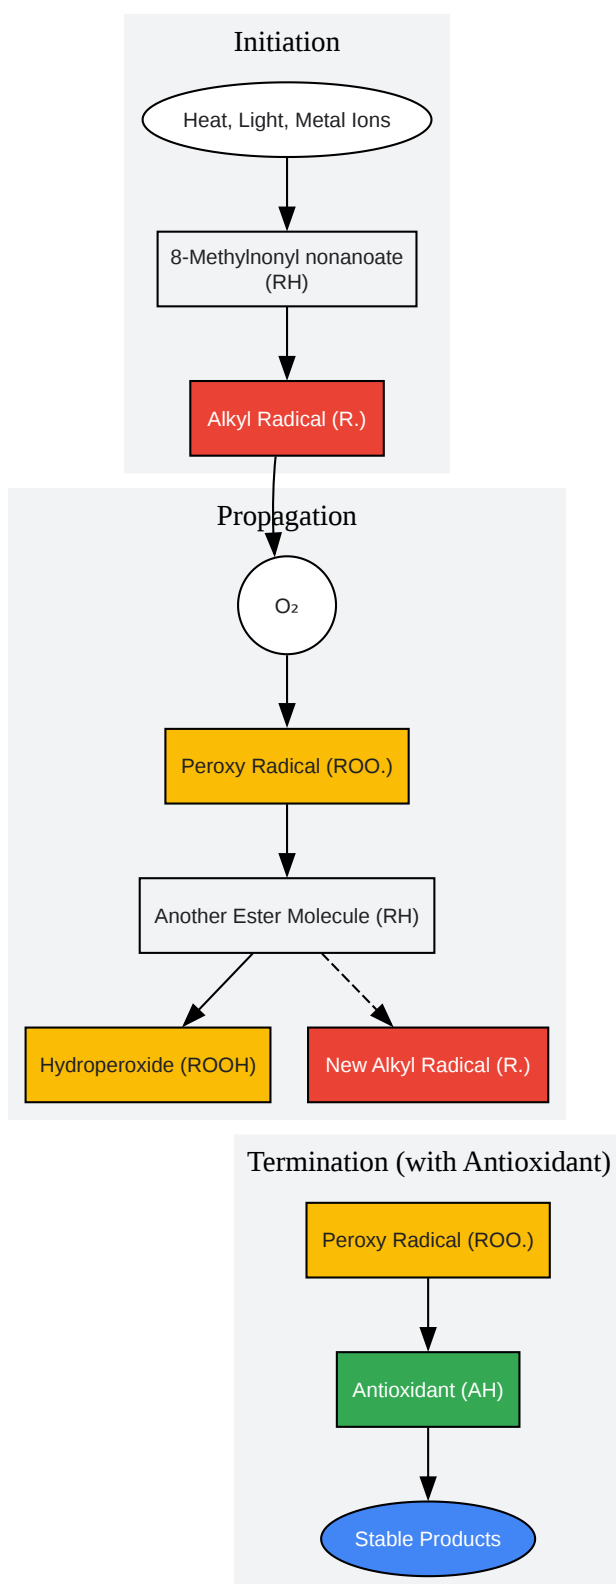 Initiation
Heat, Light, Metal Ions
8-Methylnonyl nonanoate
(RH)
Alkyl Radical (R.)
Propagation
O₂
Peroxy Radical (ROO.)
Another Ester Molecule (RH)
Hydroperoxide (ROOH)
New Alkyl Radical (R.)
Termination (with Antioxidant)
Peroxy Radical (ROO.)
Antioxidant (AH)
Stable Products